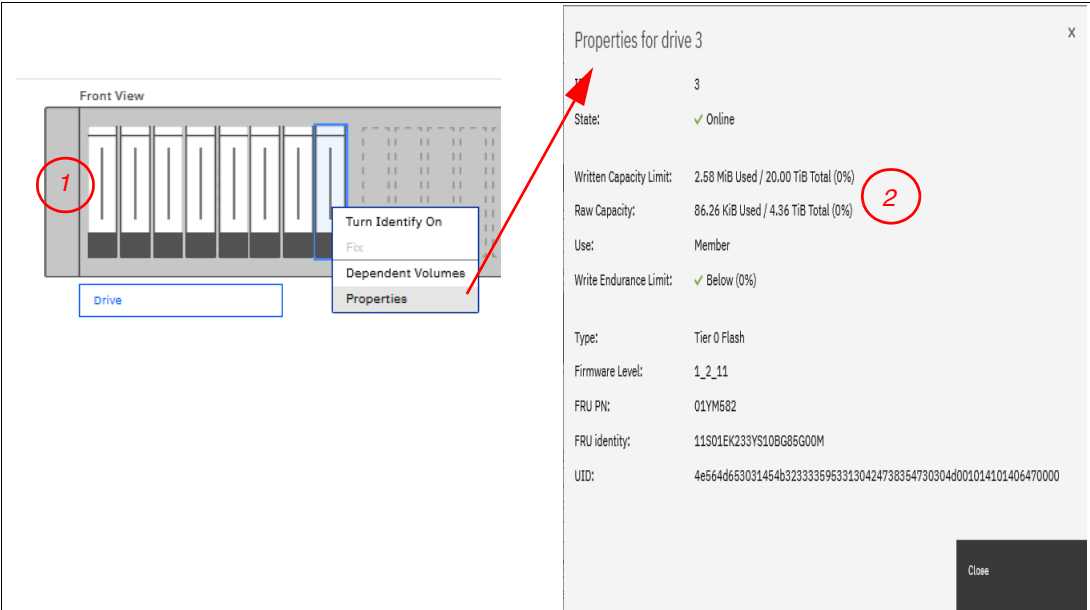 Front View
1
Turn Identify On
Fix
Dependent Volumes
Properties
Drive
Properties for drive 3
x
3
State: Online
Written Capacity Limit: 2.58 MiB Used / 20.00 TiB Total (0%)
2
Raw Capacity: 86.26 KiB Used / 4.36 TiB Total (0%)
Use: Member
Write Endurance Limit: Below (0%)
Type: Tier 0 Flash
Firmware Level: 1_2_11
FRU PN: 01YM582
FRU identity: 11S01EK233YS10BG85G00M
UID: 4e564d653031454b32333359533130424738354730304d001014101406470000
Close